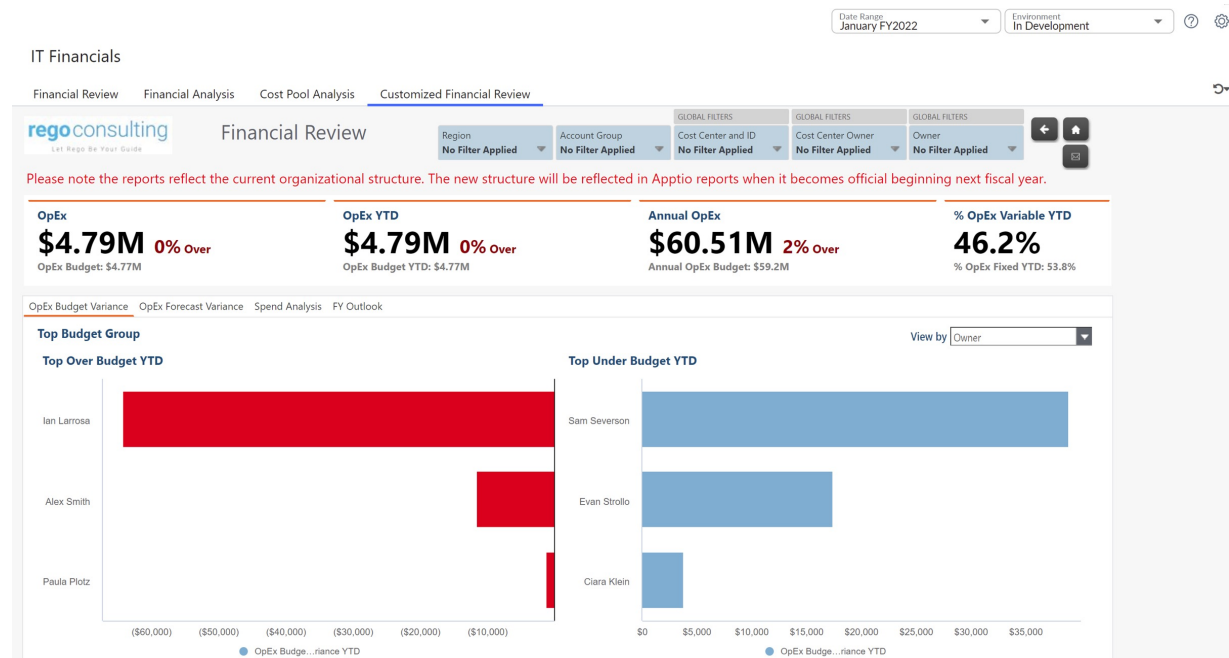 Date Range
January FY2022
Environment
In Development
IT Financials
Financial Review Financial Analysis Cost Pool Analysis Customized Financial Review
regoconsulting
Let Rego Be Your Guide
Financial Review
Region
No Filter Applied
Account Group
No Filter Applied
GLOBAL FILTERS
Cost Center and ID
No Filter Applied
GLOBAL FILTERS
Cost Center Owner
No Filter Applied
GLOBAL FILTERS
Owner
No Filter Applied
Please note the reports reflect the current organizational structure. The new structure will be reflected in Apptio reports when it becomes official beginning next fiscal year.
OpEx
$4.79M 0% Over
OpEx Budget: $4.77M
OpEx YTD
$4.79M 0% Over
OpEx Budget YTD: $4.77M
Annual OpEx
$60.51M 2% Over
Annual OpEx Budget: $59.2M
% OpEx Variable YTD
46.2%
% OpEx Fixed YTD: 53.8%
OpEx Budget Variance OpEx Forecast Variance Spend Analysis FY Outlook
Top Budget Group
View by Owner
Top Over Budget YTD
Ian Larrosa
Alex Smith
Paula Plotz
($60,000) ($50,000) ($40,000) ($30,000) ($20,000) ($10,000)
OpEx Budge...riance YTD
Top Under Budget YTD
Sam Severson
Evan Strollo
Ciara Klein
$0 $5,000 $10,000 $15,000 $20,000 $25,000 $30,000 $35,000
OpEx Budge...riance YTD